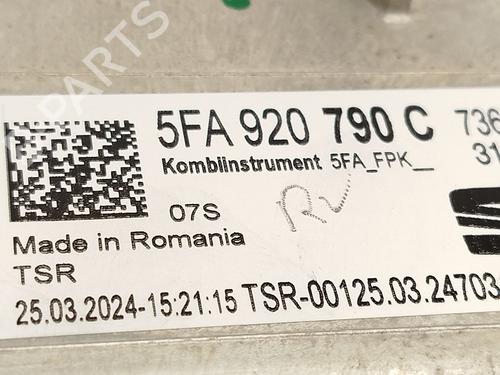 PARTS
5FA 920 790 C 736
Kombiinstrument 5FA_FPK__ 31
07S
Made in Romania
TSR
25.03.2024-15:21:15 TSR-00125.03.24703